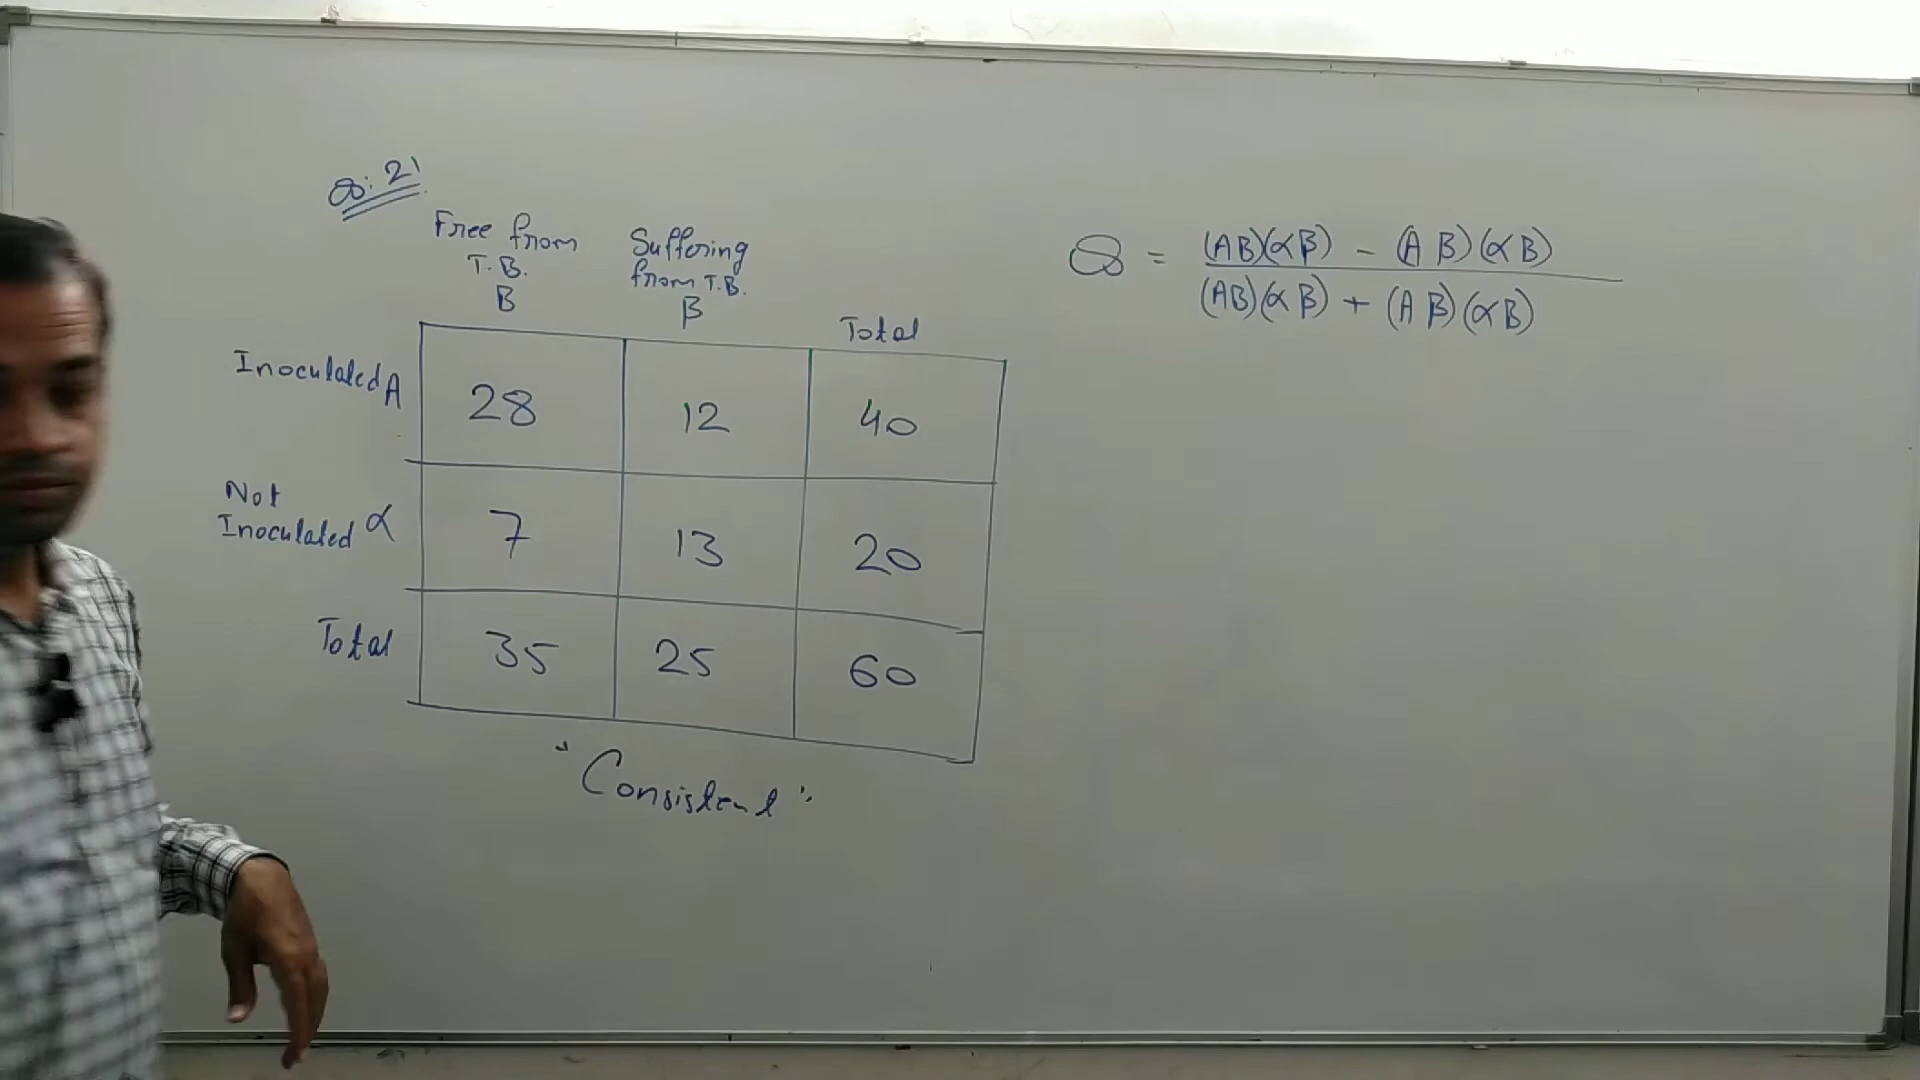 Q: 21
Free from
T.B.
B
Suffering
from T.B.
β
Total
Inoculated A
28 12 40
Not
Inoculated α
7 13 20
Total 35 25 60
"Consistent"
Q = (AB)(αβ) - (Aβ)(αB)
(AB)(αβ) + (Aβ)(αB)